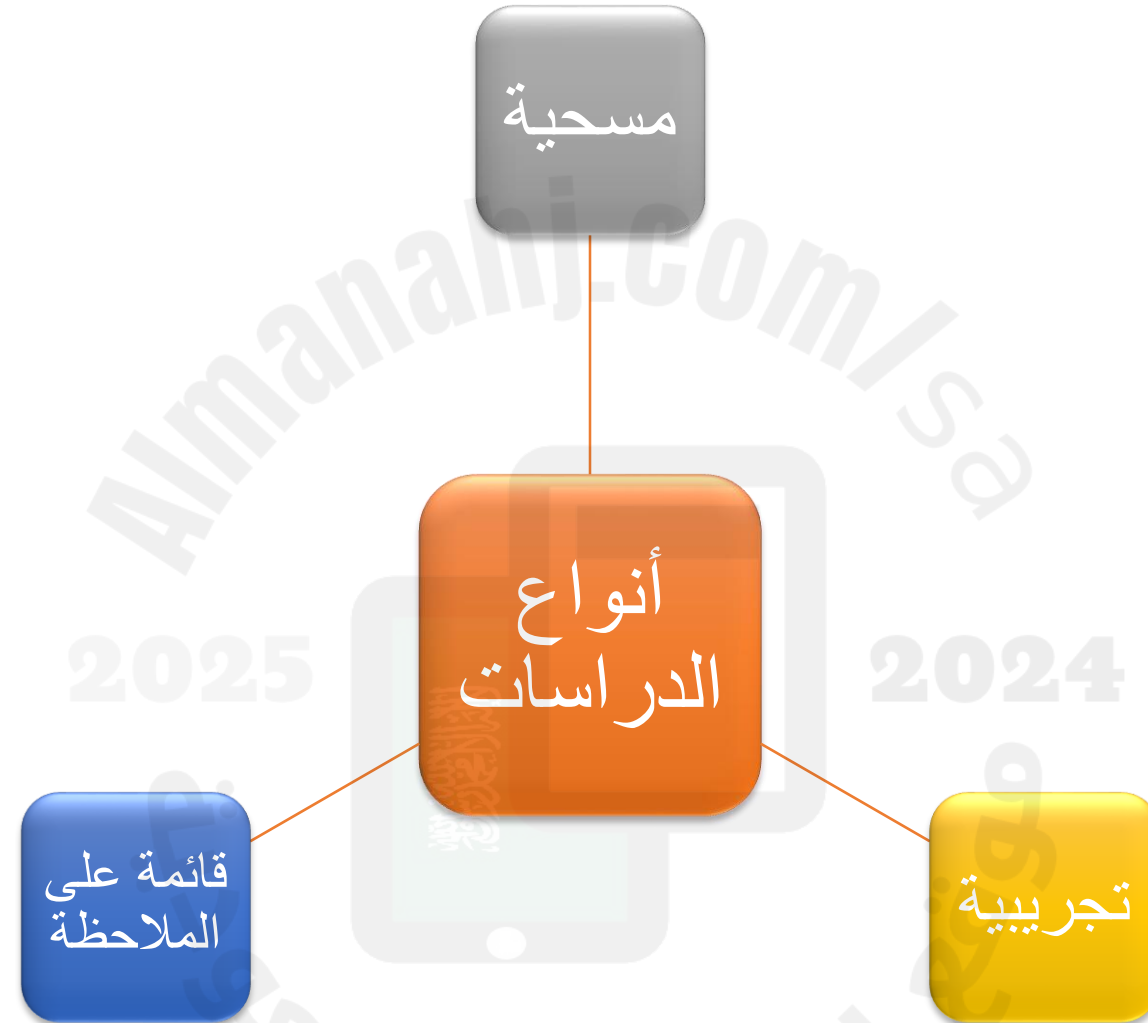 مسحية
Almanahj.com/sa
أنواع
الدراسات
2025
2024
قائمة على
الملاحظة
تجريبية